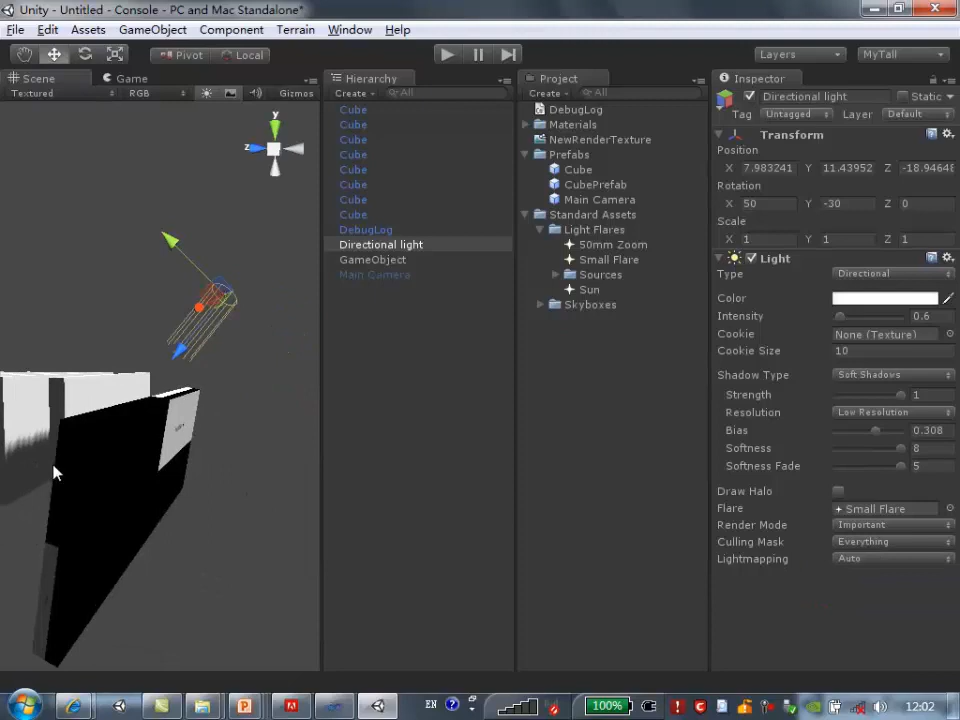 Unity - Untitled - Console - PC and Mac Standalone*
File Edit Assets GameObject Component Terrain Window Help
Pivot Local Layers MyTall
Scene Game
Textured RGB Gizmos
y
z
Hierarchy
Create All
Cube
Cube
Cube
Cube
Cube
Cube
Cube
Cube
DebugLog
Directional light
GameObject
Main Camera
Project
Create All
DebugLog
Materials
NewRenderTexture
Prefabs
Cube
CubePrefab
Main Camera
Standard Assets
Light Flares
50mm Zoom
Small Flare
Sources
Sun
Skyboxes
Inspector
Directional light Static
Tag Untagged Layer Default
Transform
Position
X 7.983241 Y 11.43952 Z -18.94648
Rotation
X 50 Y -30 Z 0
Scale
X 1 Y 1 Z 1
Light
Type Directional
Color
Intensity 0.6
Cookie None (Texture)
Cookie Size 10
Shadow Type Soft Shadows
Strength 1
Resolution Low Resolution
Bias 0.308
Softness 8
Softness Fade 5
Draw Halo
Flare Small Flare
Render Mode Important
Culling Mask Everything
Lightmapping Auto
EN 100% 12:02